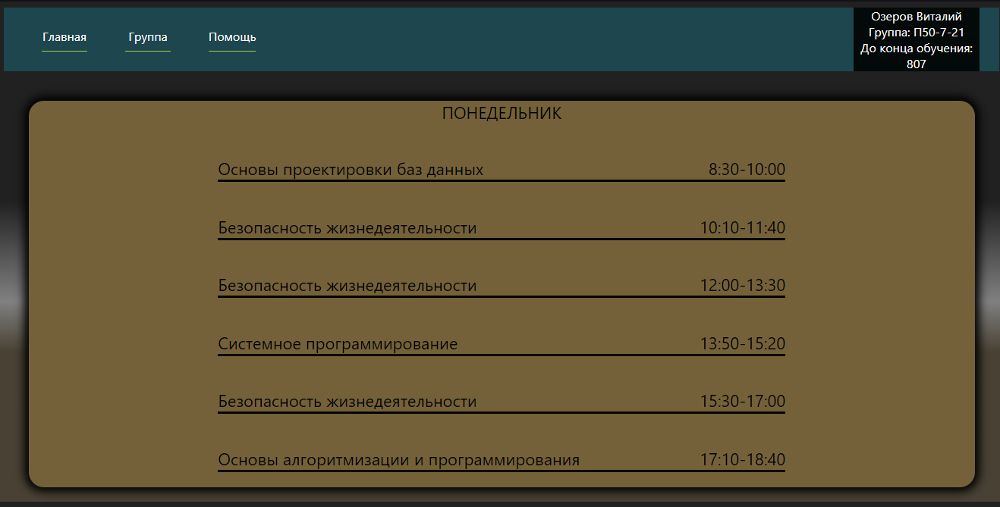 Главная Группа Помощь
Озеров Виталий
Группа: П50-7-21
До конца обучения:
807
ПОНЕДЕЛЬНИК
Основы проектировки баз данных 8:30-10:00
Безопасность жизнедеятельности 10:10-11:40
Безопасность жизнедеятельности 12:00-13:30
Системное программирование 13:50-15:20
Безопасность жизнедеятельности 15:30-17:00
Основы алгоритмизации и программирования 17:10-18:40